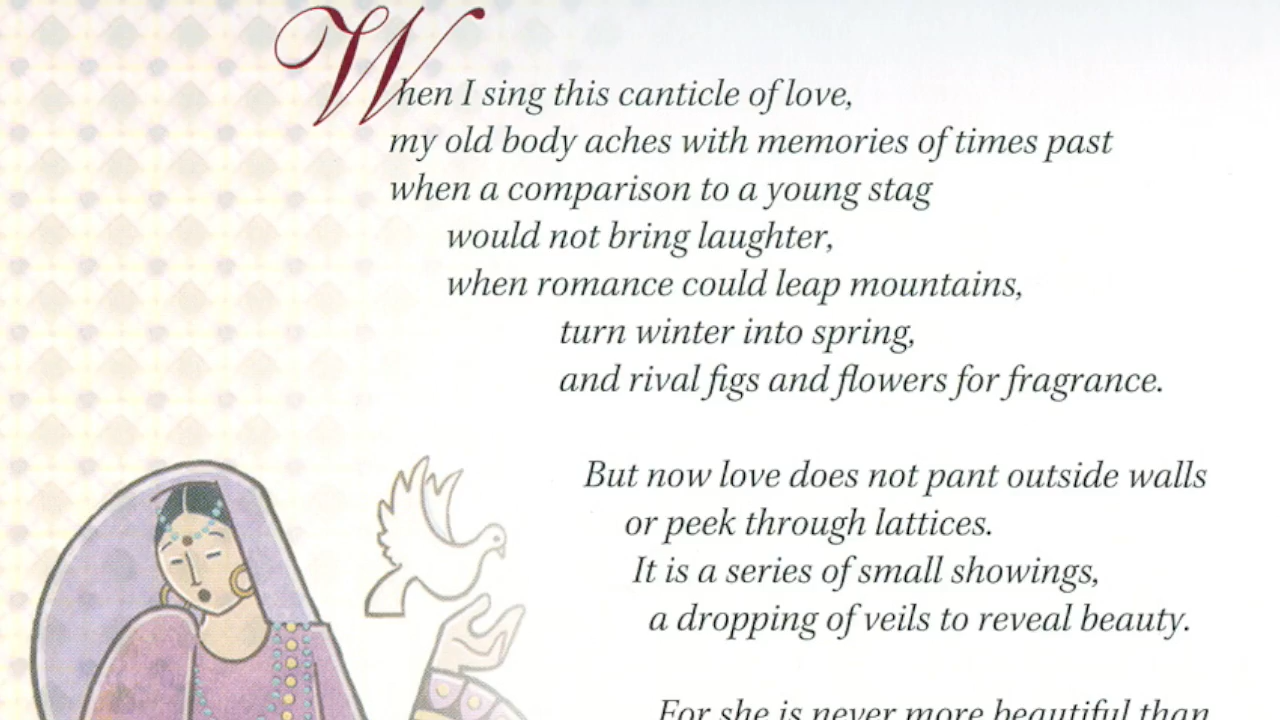 When I sing this canticle of love,
my old body aches with memories of times past
when a comparison to a young stag
would not bring laughter,
when romance could leap mountains,
turn winter into spring,
and rival figs and flowers for fragrance.
But now love does not pant outside walls
or peek through lattices.
It is a series of small showings,
a dropping of veils to reveal beauty.
For she is never more beautiful than